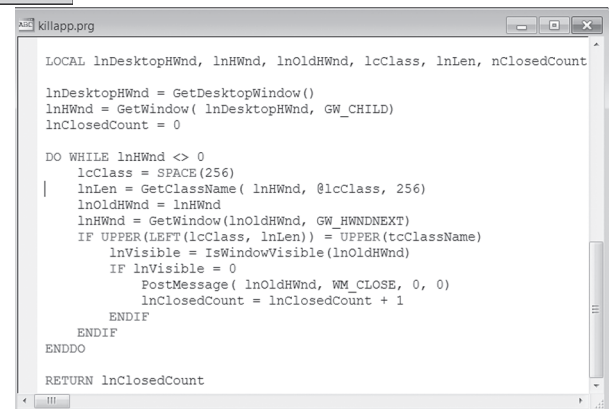 killapp.prg
LOCAL lnDesktopHWnd, lnHWnd, lnOldHWnd, lcClass, lnLen, nClosedCount
lnDesktopHWnd = GetDesktopWindow()
lnHWnd = GetWindow( lnDesktopHWnd, GW_CHILD)
lnClosedCount = 0
DO WHILE lnHWnd <> 0
lcClass = SPACE(256)
lnLen = GetClassName( lnHWnd, @lcClass, 256)
lnOldHWnd = lnHWnd
lnHWnd = GetWindow(lnOldHWnd, GW_HWNDNEXT)
IF UPPER(LEFT(lcClass, lnLen)) = UPPER(tcClassName)
lnVisible = IsWindowVisible(lnOldHWnd)
IF lnVisible = 0
PostMessage( lnOldHWnd, WM_CLOSE, 0, 0)
lnClosedCount = lnClosedCount + 1
ENDIF
ENDIF
ENDDO
RETURN lnClosedCount